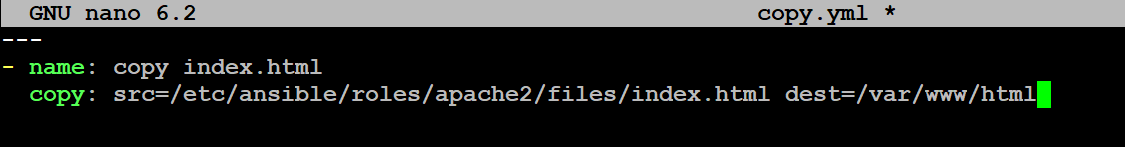 GNU nano 6.2 copy.yml *
---
- name: copy index.html
  copy: src=/etc/ansible/roles/apache2/files/index.html dest=/var/www/html